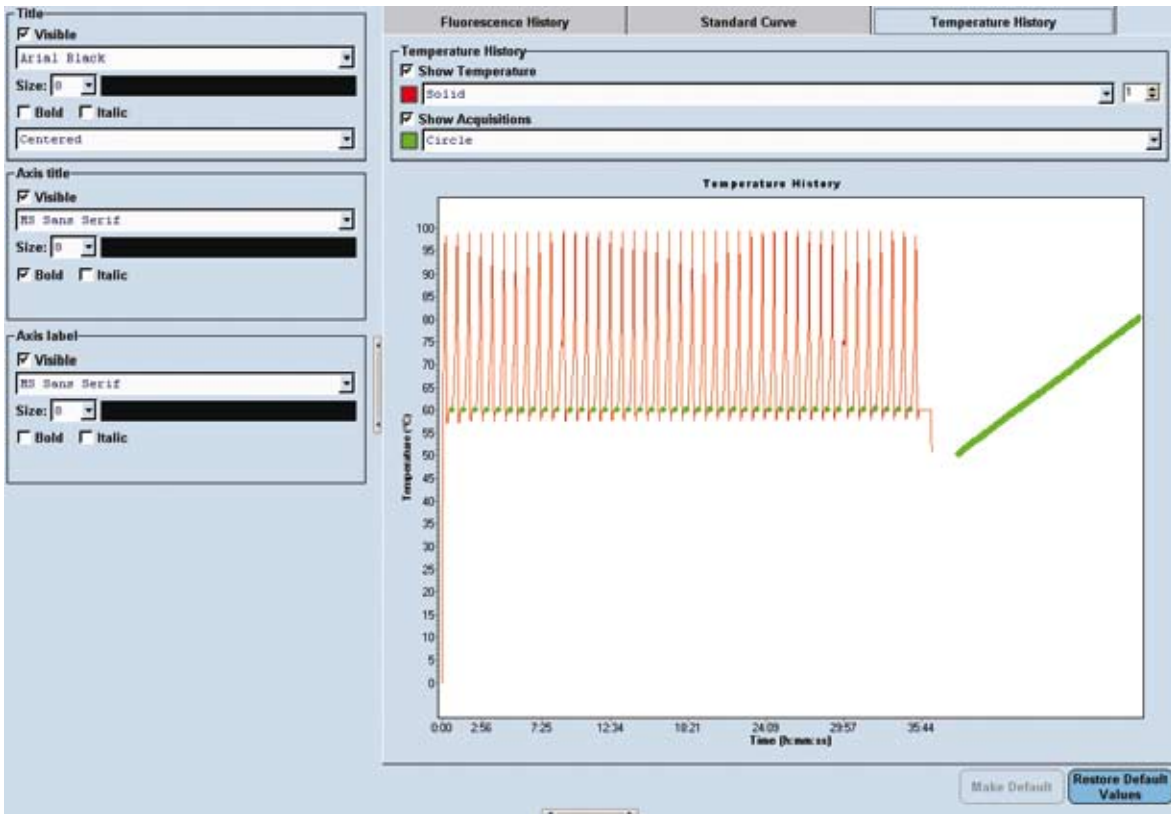 Title
Visible
Arial Black
Size: 8
Bold Italic
Centered
Axis title
Visible
MS Sans Serif
Size: 8
Bold Italic
Axis label
Visible
MS Sans Serif
Size: 8
Bold Italic
Fluorescence History Standard Curve Temperature History
Temperature History
Show Temperature
Solid 1
Show Acquisitions
Circle
Temperature History
Temperature (°C)
100
95
90
85
80
75
70
65
60
55
50
45
40
35
30
25
20
15
10
5
0
0:00 2:56 7:25 12:34 18:21 24:09 29:57 35:44
Time (h:mm:ss)
Make Default
Restore Default Values